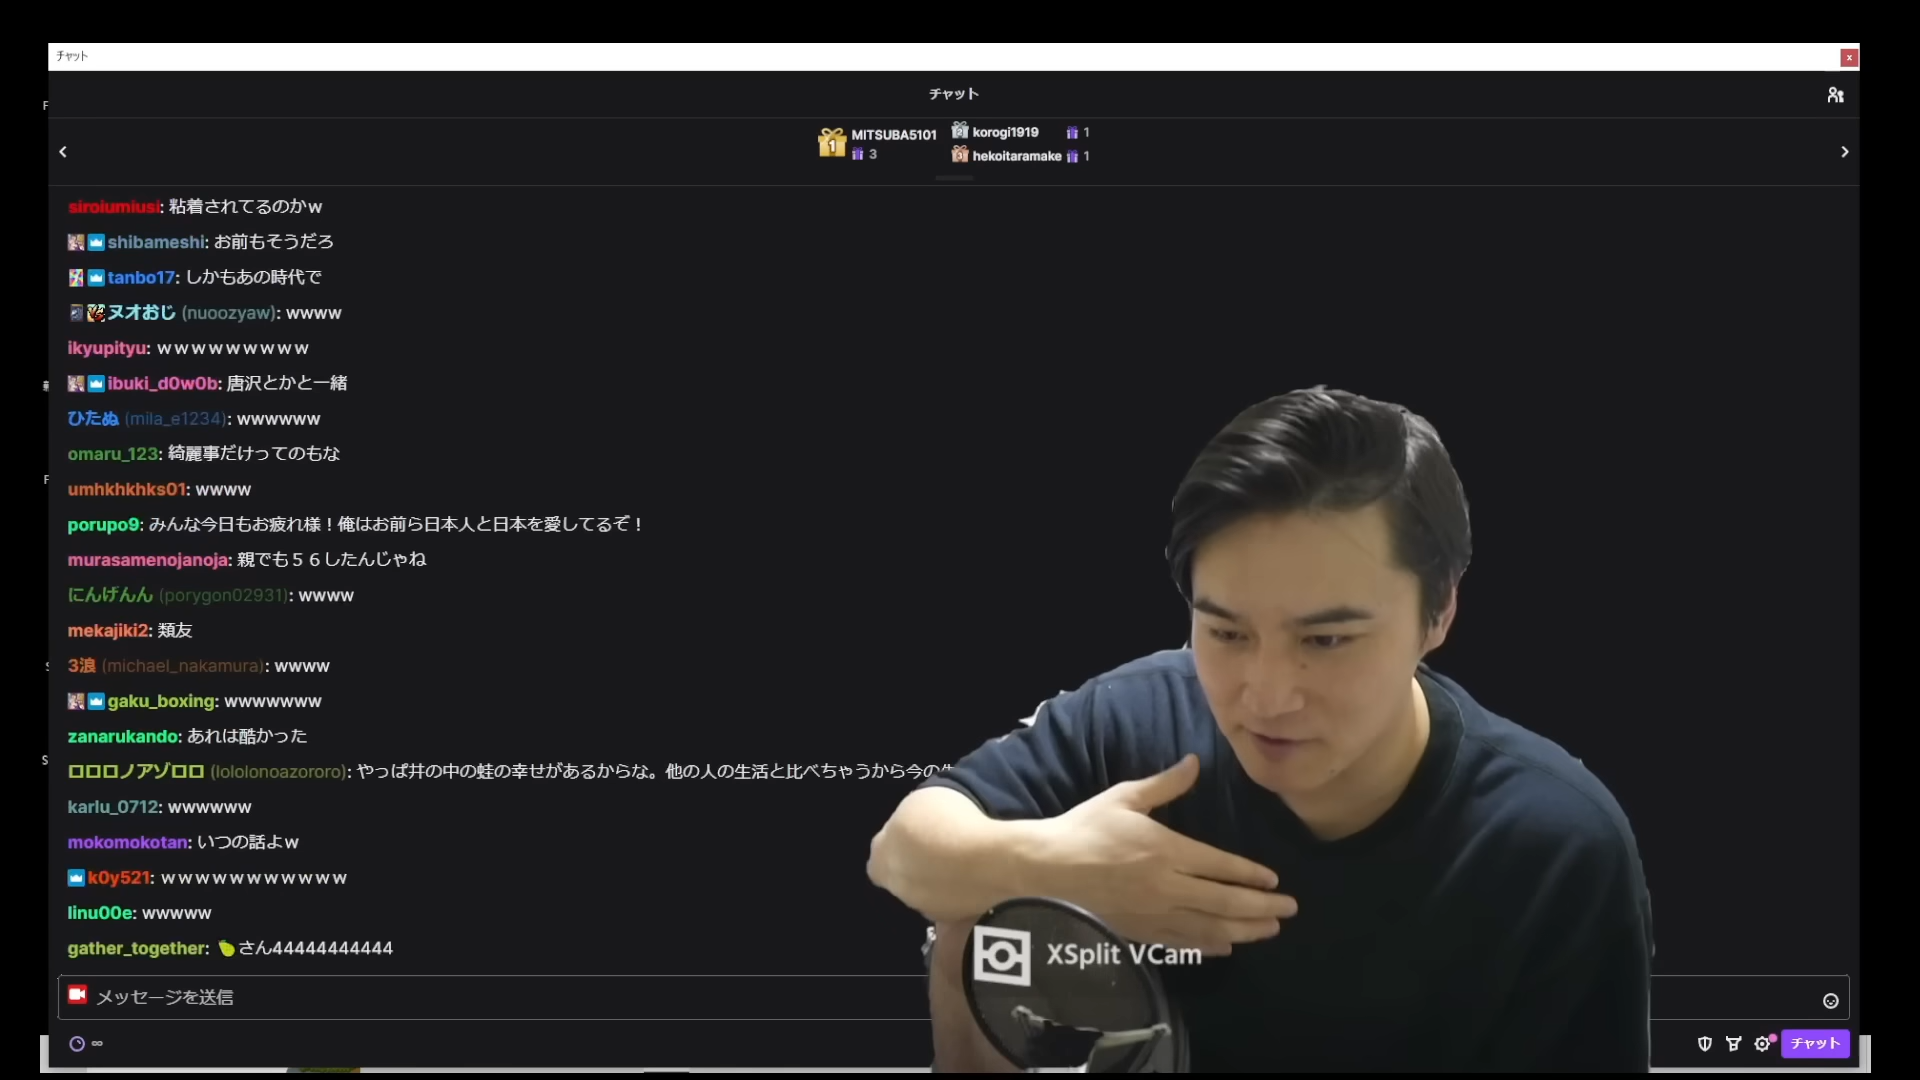 チャット
チャット
MITSUBA5101
3
korogi1919 1
hekoitaramake 1
siroiumiusi: 粘着されてるのかw
shibameshi: お前もそうだろ
tanbo17: しかもあの時代で
ヌオおじ (nuoozyaw): wwww
ikyupityu: ｗｗｗｗｗｗｗｗｗ
ibuki_d0w0b: 唐沢とかと一緒
ひたぬ (mila_e1234): wwwwww
omaru_123: 綺麗事だけってのもな
umhkhkhks01: wwww
porupo9: みんな今日もお疲れ様！俺はお前ら日本人と日本を愛してるぞ！
murasamenojanoja: 親でも５６したんじゃね
にんげんん (porygon02931): wwww
mekajiki2: 類友
3浪 (michael_nakamura): wwww
gaku_boxing: wwwwwww
zanarukando: あれは酷かった
ロロロノアゾロロ (lololonoazororo): やっぱ井の中の蛙の幸せがあるからな。他の人の生活と比べちゃうから今の
karlu_0712: wwwwww
mokomokotan: いつの話よw
k0y521: ｗｗｗｗｗｗｗｗｗｗｗ
linu00e: wwwww
gather_together: 🍐さん44444444444
XSplit VCam
メッセージを送信
チャット